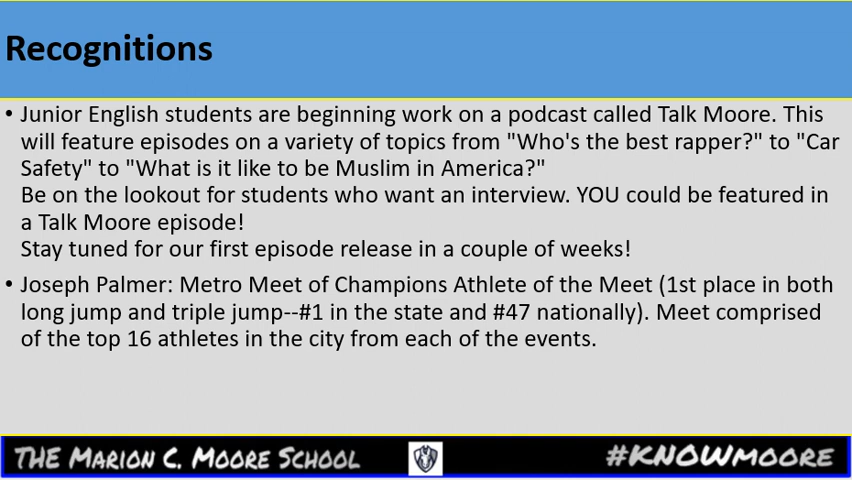 Recognitions
• Junior English students are beginning work on a podcast called Talk Moore. This
will feature episodes on a variety of topics from "Who's the best rapper?" to "Car
Safety" to "What is it like to be Muslim in America?"
Be on the lookout for students who want an interview. YOU could be featured in
a Talk Moore episode!
Stay tuned for our first episode release in a couple of weeks!
• Joseph Palmer: Metro Meet of Champions Athlete of the Meet (1st place in both
long jump and triple jump--#1 in the state and #47 nationally). Meet comprised
of the top 16 athletes in the city from each of the events.
THE MARION C. MOORE SCHOOL
#KNOWMOORE